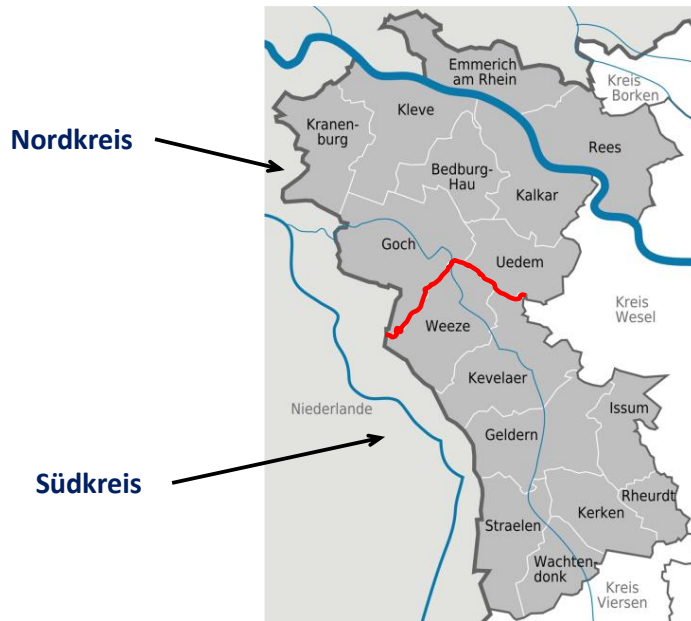 Emmerich
am Rhein
Kreis
Borken
Kleve
Kranen-
burg
Nordkreis
Rees
Bedburg-
Hau
Kalkar
Goch
Uedem
Kreis
Wesel
Weeze
Kevelaer
Niederlande
Issum
Geldern
Südkreis
Rheurdt
Kerken
Straelen
Wachten-
donk
Kreis
Viersen